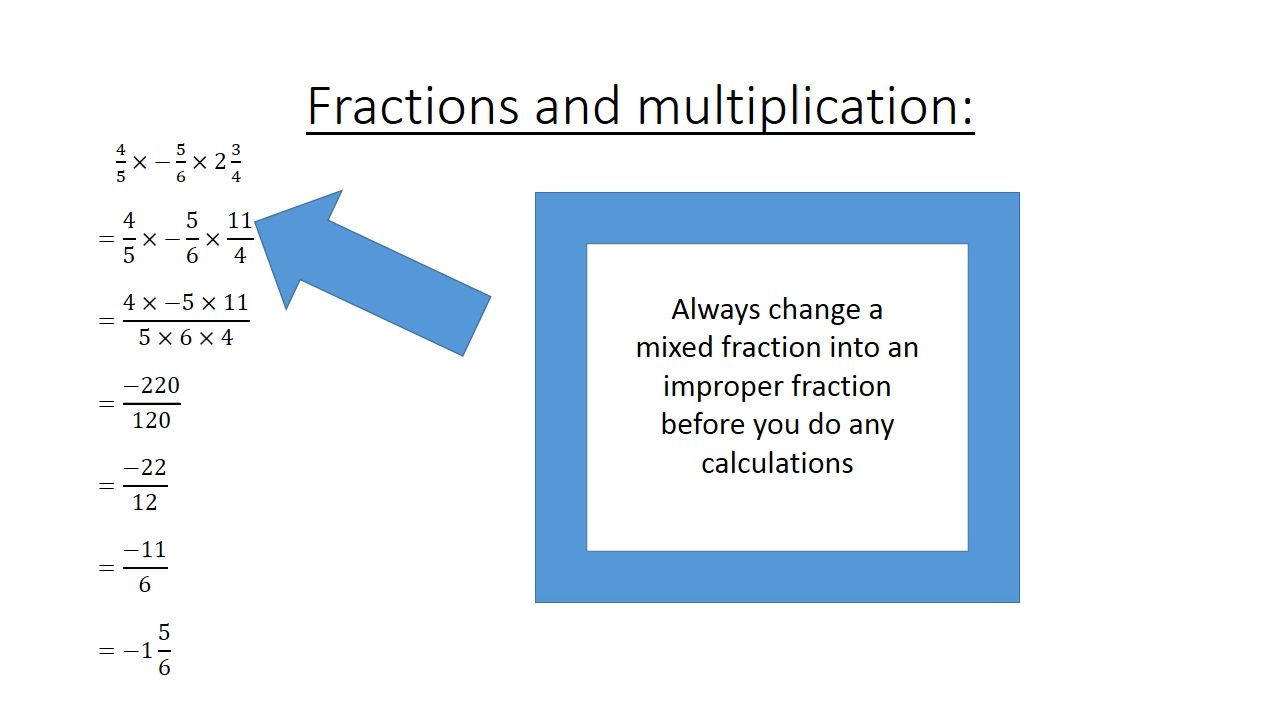 Fractions and multiplication:
4/5 × − 5/6 × 2 3/4
= 4/5 × − 5/6 × 11/4
= (4 × −5 × 11)/(5 × 6 × 4)
= −220/120
= −22/12
= −11/6
= −1 5/6
Always change a
mixed fraction into an
improper fraction
before you do any
calculations